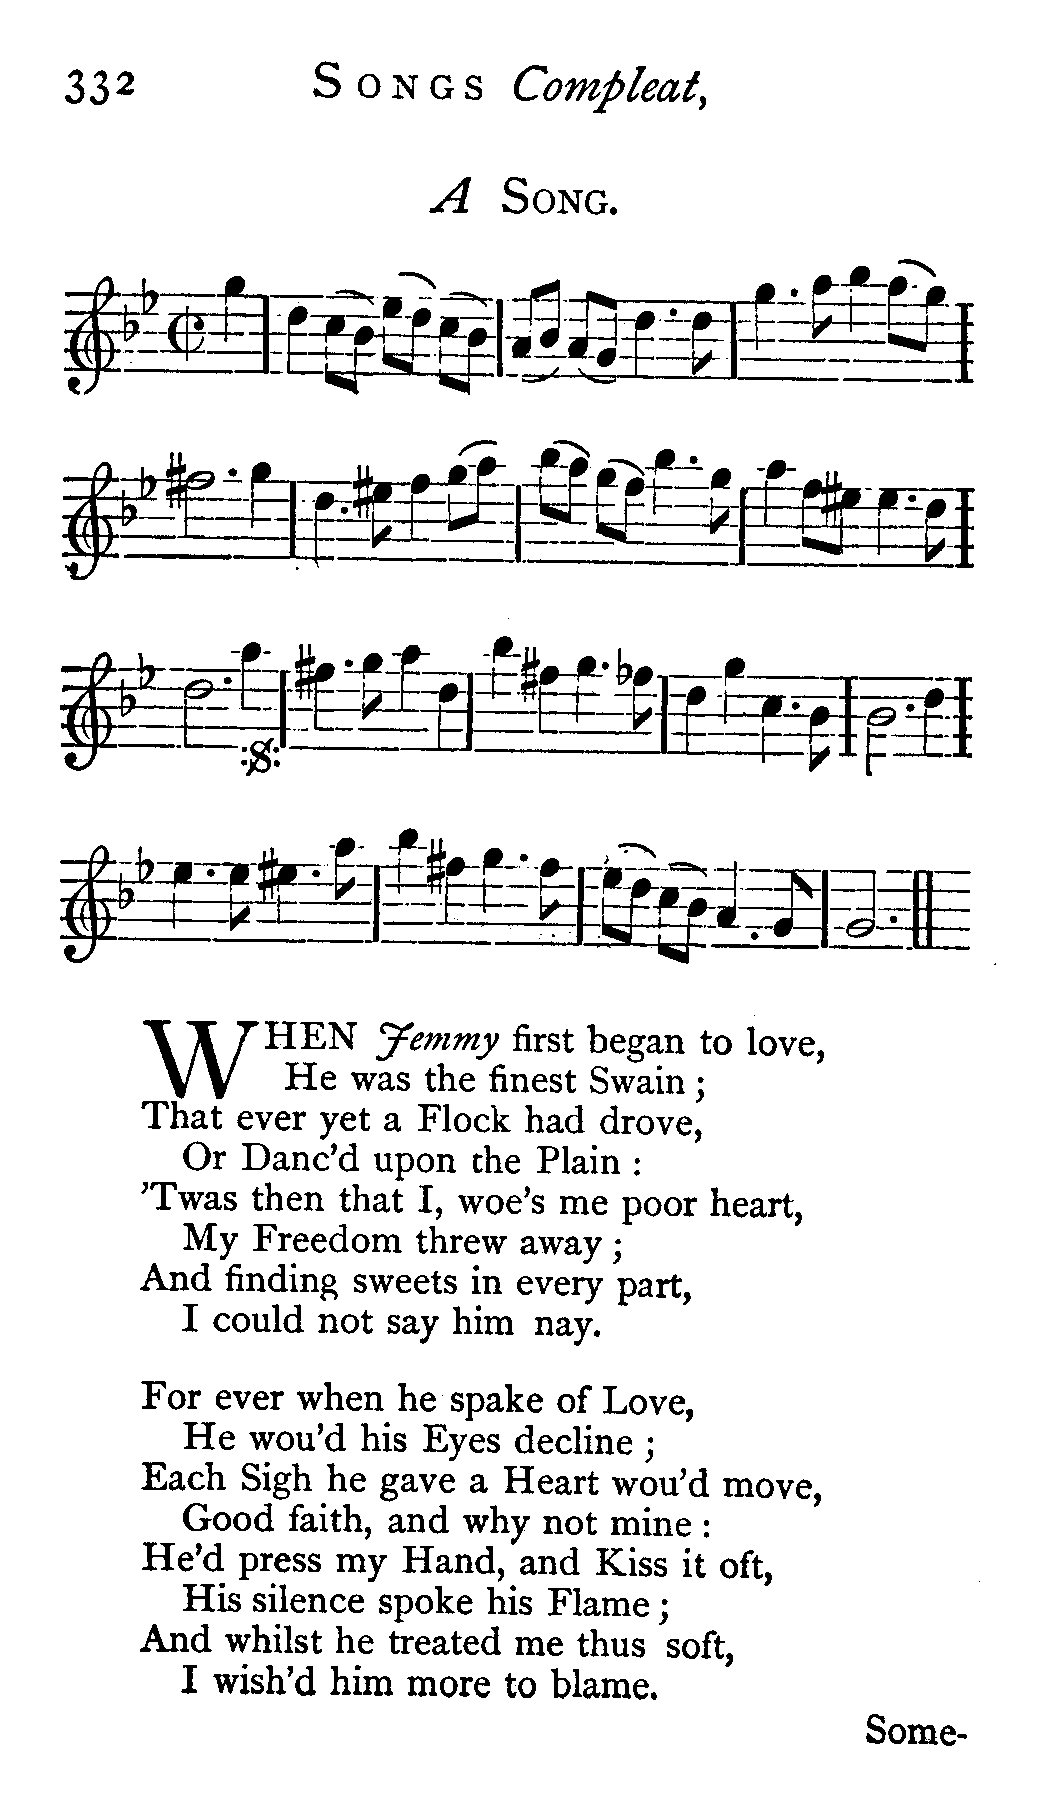 332 SONGS Compleat,
A SONG.
WHEN Jemmy first began to love,
He was the finest Swain ;
That ever yet a Flock had drove,
Or Danc'd upon the Plain :
'Twas then that I, woe's me poor heart,
My Freedom threw away ;
And finding sweets in every part,
I could not say him nay.
For ever when he spake of Love,
He wou'd his Eyes decline ;
Each Sigh he gave a Heart wou'd move,
Good faith, and why not mine :
He'd press my Hand, and Kiss it oft,
His silence spoke his Flame ;
And whilst he treated me thus soft,
I wish'd him more to blame.
Some-